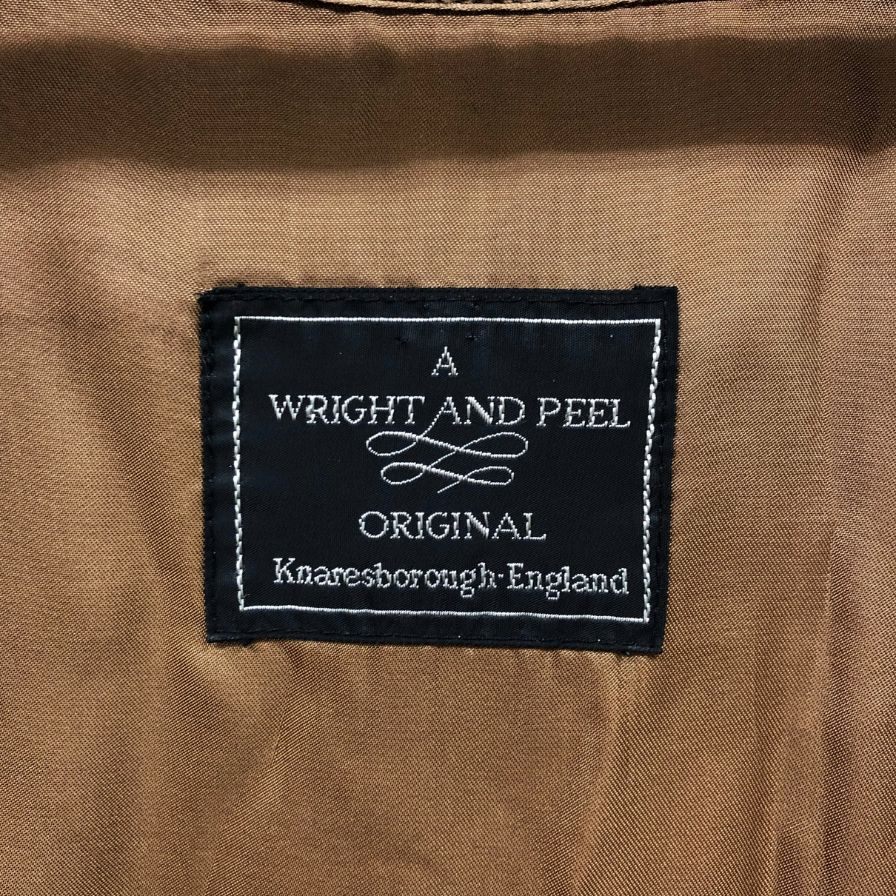 A
WRIGHT AND PEEL
ORIGINAL
Knaresborough-England